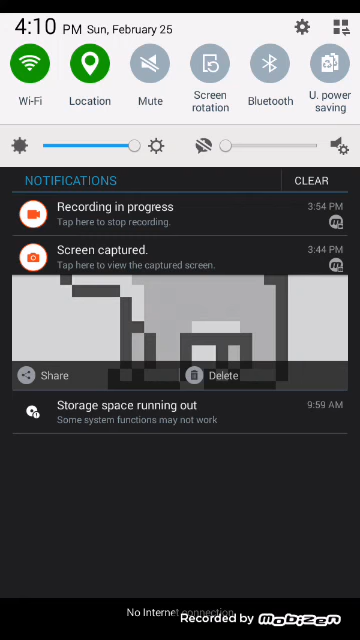 4:10 PM Sun, February 25
Wi-Fi
Location
Mute
Screen
rotation
Bluetooth
U. power
saving
NOTIFICATIONS
CLEAR
Recording in progress
3:54 PM
Tap here to stop recording.
Screen captured.
3:44 PM
Tap here to view the captured screen.
Share
Delete
Storage space running out
9:59 AM
Some system functions may not work
No Internet connection
Recorded by mobizen